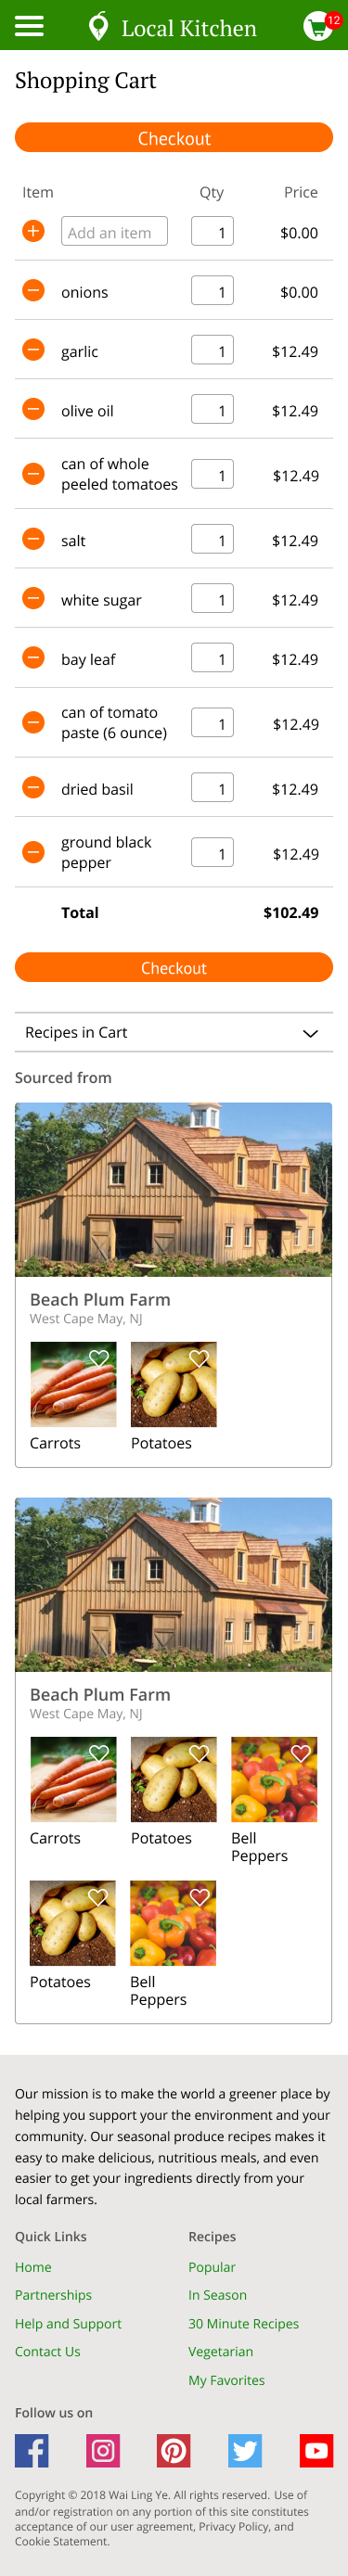 Local Kitchen
12
Shopping Cart
Checkout
Item Qty Price
Add an item 1 $0.00
onions 1 $0.00
garlic 1 $12.49
olive oil 1 $12.49
can of whole
peeled tomatoes 1 $12.49
salt 1 $12.49
white sugar 1 $12.49
bay leaf 1 $12.49
can of tomato
paste (6 ounce) 1 $12.49
dried basil 1 $12.49
ground black
pepper 1 $12.49
Total $102.49
Checkout
Recipes in Cart
Sourced from
Beach Plum Farm
West Cape May, NJ
Carrots Potatoes
Beach Plum Farm
West Cape May, NJ
Carrots Potatoes Bell
Peppers
Potatoes Bell
Peppers
Our mission is to make the world a greener place by
helping you support your the environment and your
community. Our seasonal produce recipes makes it
easy to make delicious, nutritious meals, and even
easier to get your ingredients directly from your
local farmers.
Quick Links Recipes
Home Popular
Partnerships In Season
Help and Support 30 Minute Recipes
Contact Us Vegetarian
My Favorites
Follow us on
Copyright © 2018 Wai Ling Ye. All rights reserved. Use of
and/or registration on any portion of this site constitutes
acceptance of our user agreement, Privacy Policy, and
Cookie Statement.